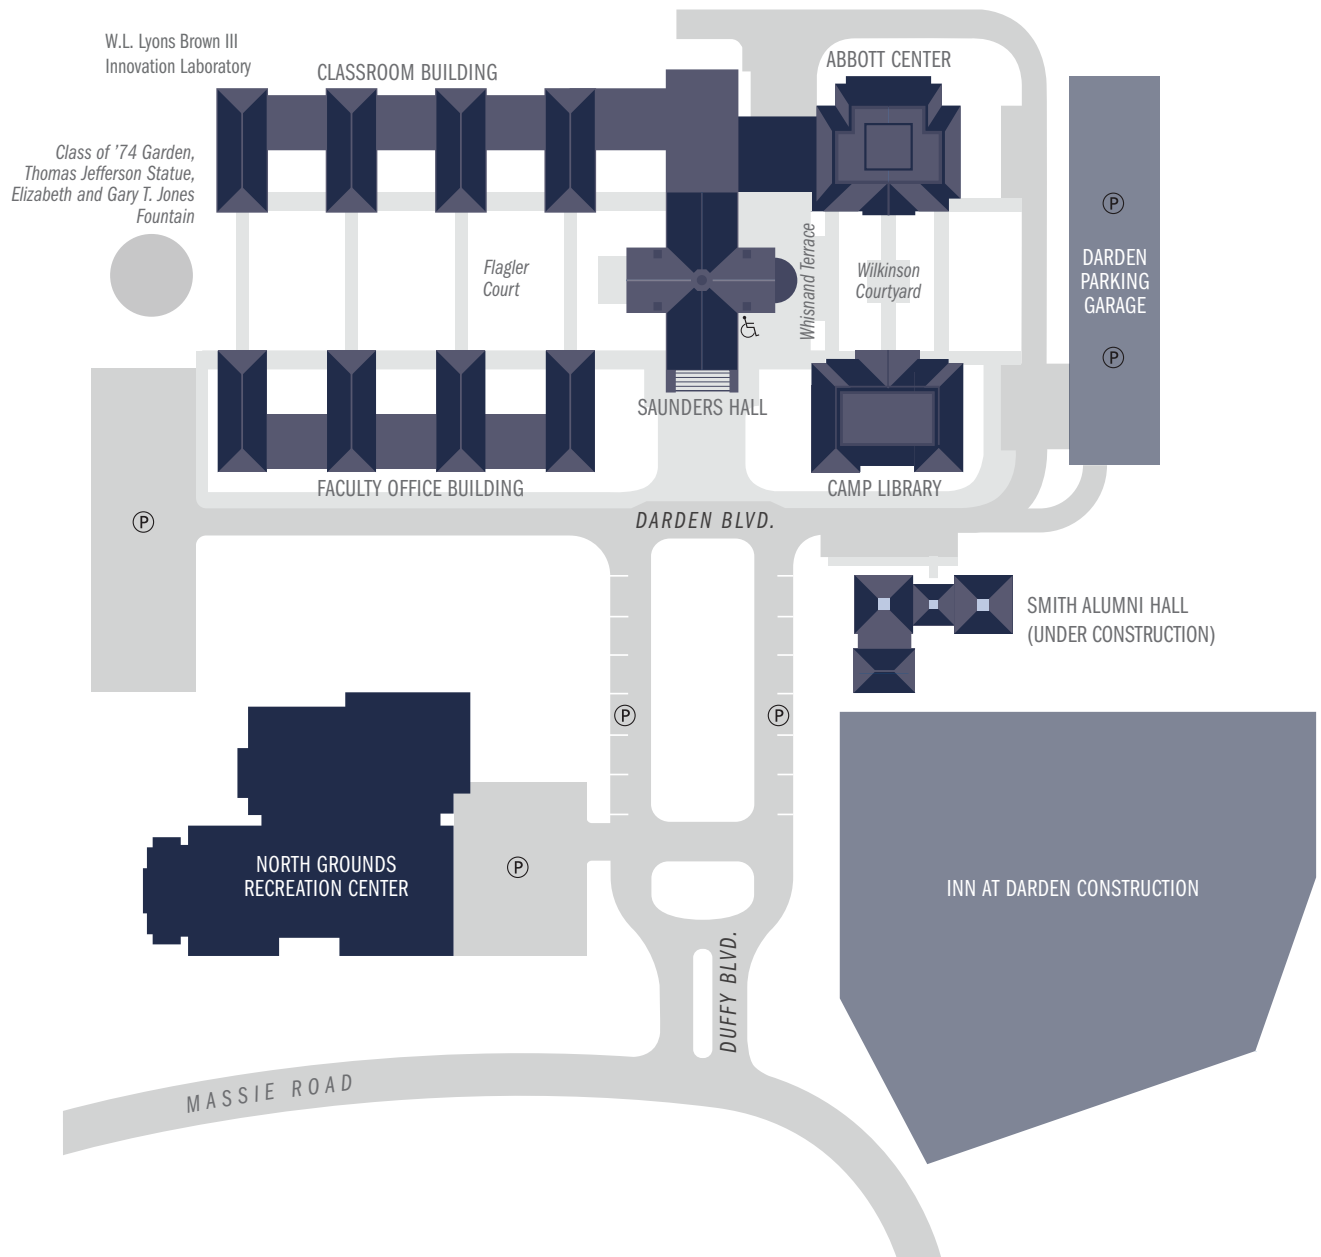 W.L. Lyons Brown III
Innovation Laboratory
CLASSROOM BUILDING
ABBOTT CENTER
Class of ’74 Garden,
Thomas Jefferson Statue,
Elizabeth and Gary T. Jones
Fountain
Flagler
Court
Whisnand Terrace
Wilkinson
Courtyard
P
DARDEN
PARKING
GARAGE
P
SAUNDERS HALL
FACULTY OFFICE BUILDING
CAMP LIBRARY
P
DARDEN BLVD.
SMITH ALUMNI HALL
(UNDER CONSTRUCTION)
P
P
NORTH GROUNDS
RECREATION CENTER
P
INN AT DARDEN CONSTRUCTION
DUFFY BLVD.
MASSIE ROAD